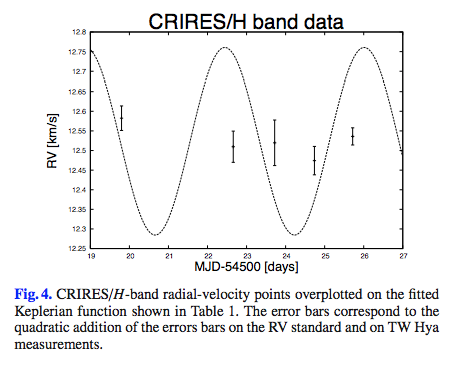 CRIRES/H band data
12.8
12.75
12.7
12.65
12.6
12.55
12.5
12.45
12.4
12.35
12.3
12.25
RV [km/s]
19 20 21 22 23 24 25 26 27
MJD-54500 [days]
Fig. 4. CRIRES/H-band radial-velocity points overplotted on the fitted
Keplerian function shown in Table 1. The error bars correspond to the
quadratic addition of the errors bars on the RV standard and on TW Hya
measurements.